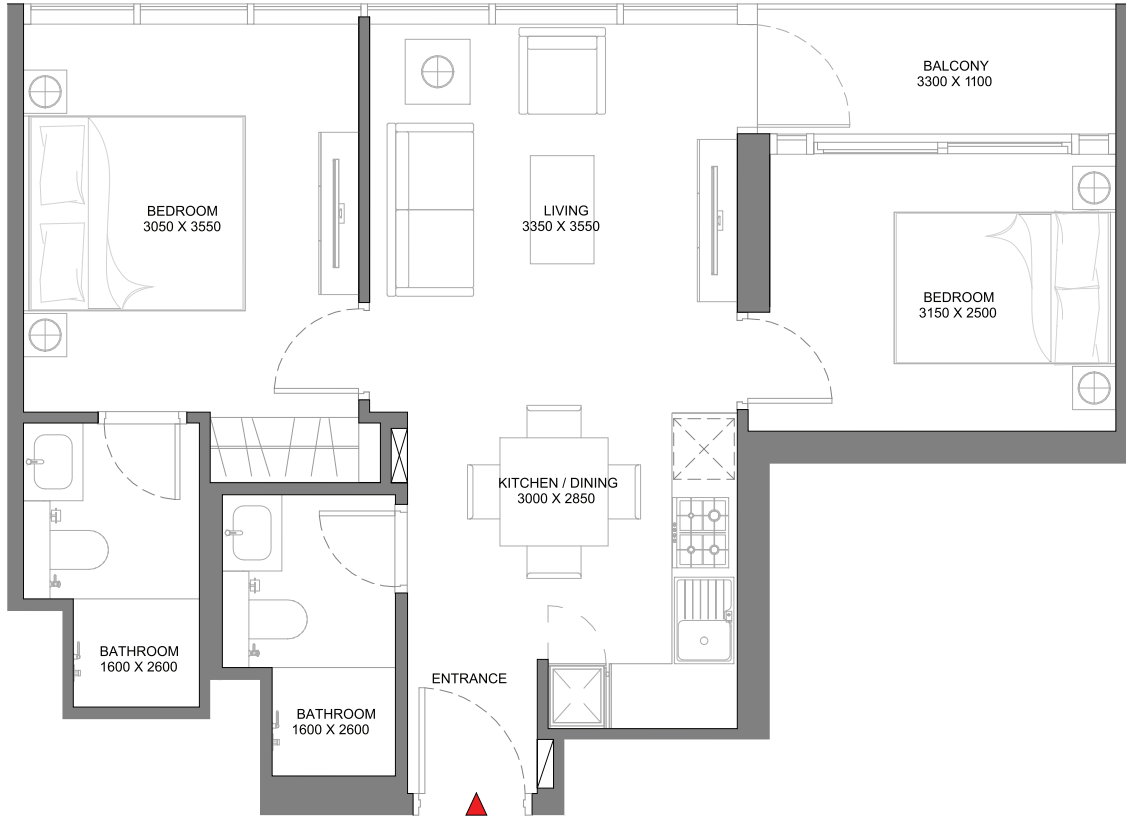 BALCONY
3300 X 1100
BEDROOM
3050 X 3550
LIVING
3350 X 3550
BEDROOM
3150 X 2500
KITCHEN / DINING
3000 X 2850
BATHROOM
1600 X 2600
ENTRANCE
BATHROOM
1600 X 2600